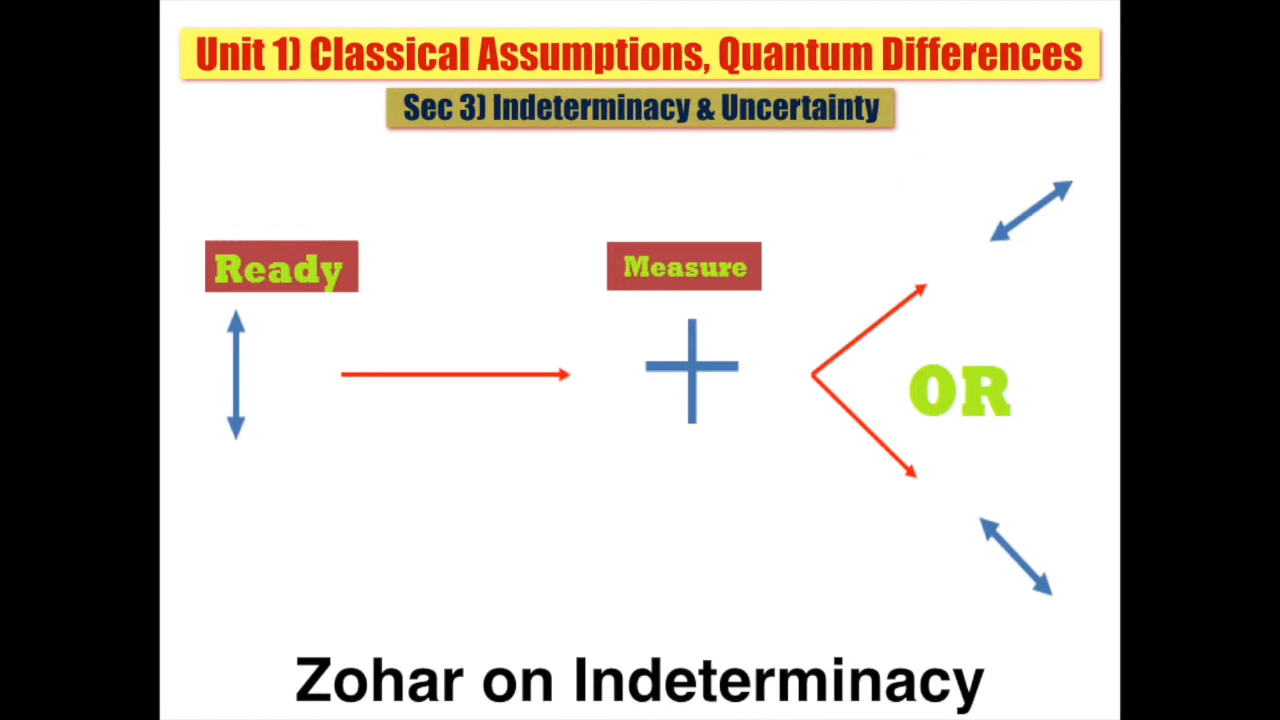 Unit 1) Classical Assumptions, Quantum Differences
Sec 3) Indeterminacy & Uncertainty
Ready
Measure
OR
Zohar on Indeterminacy